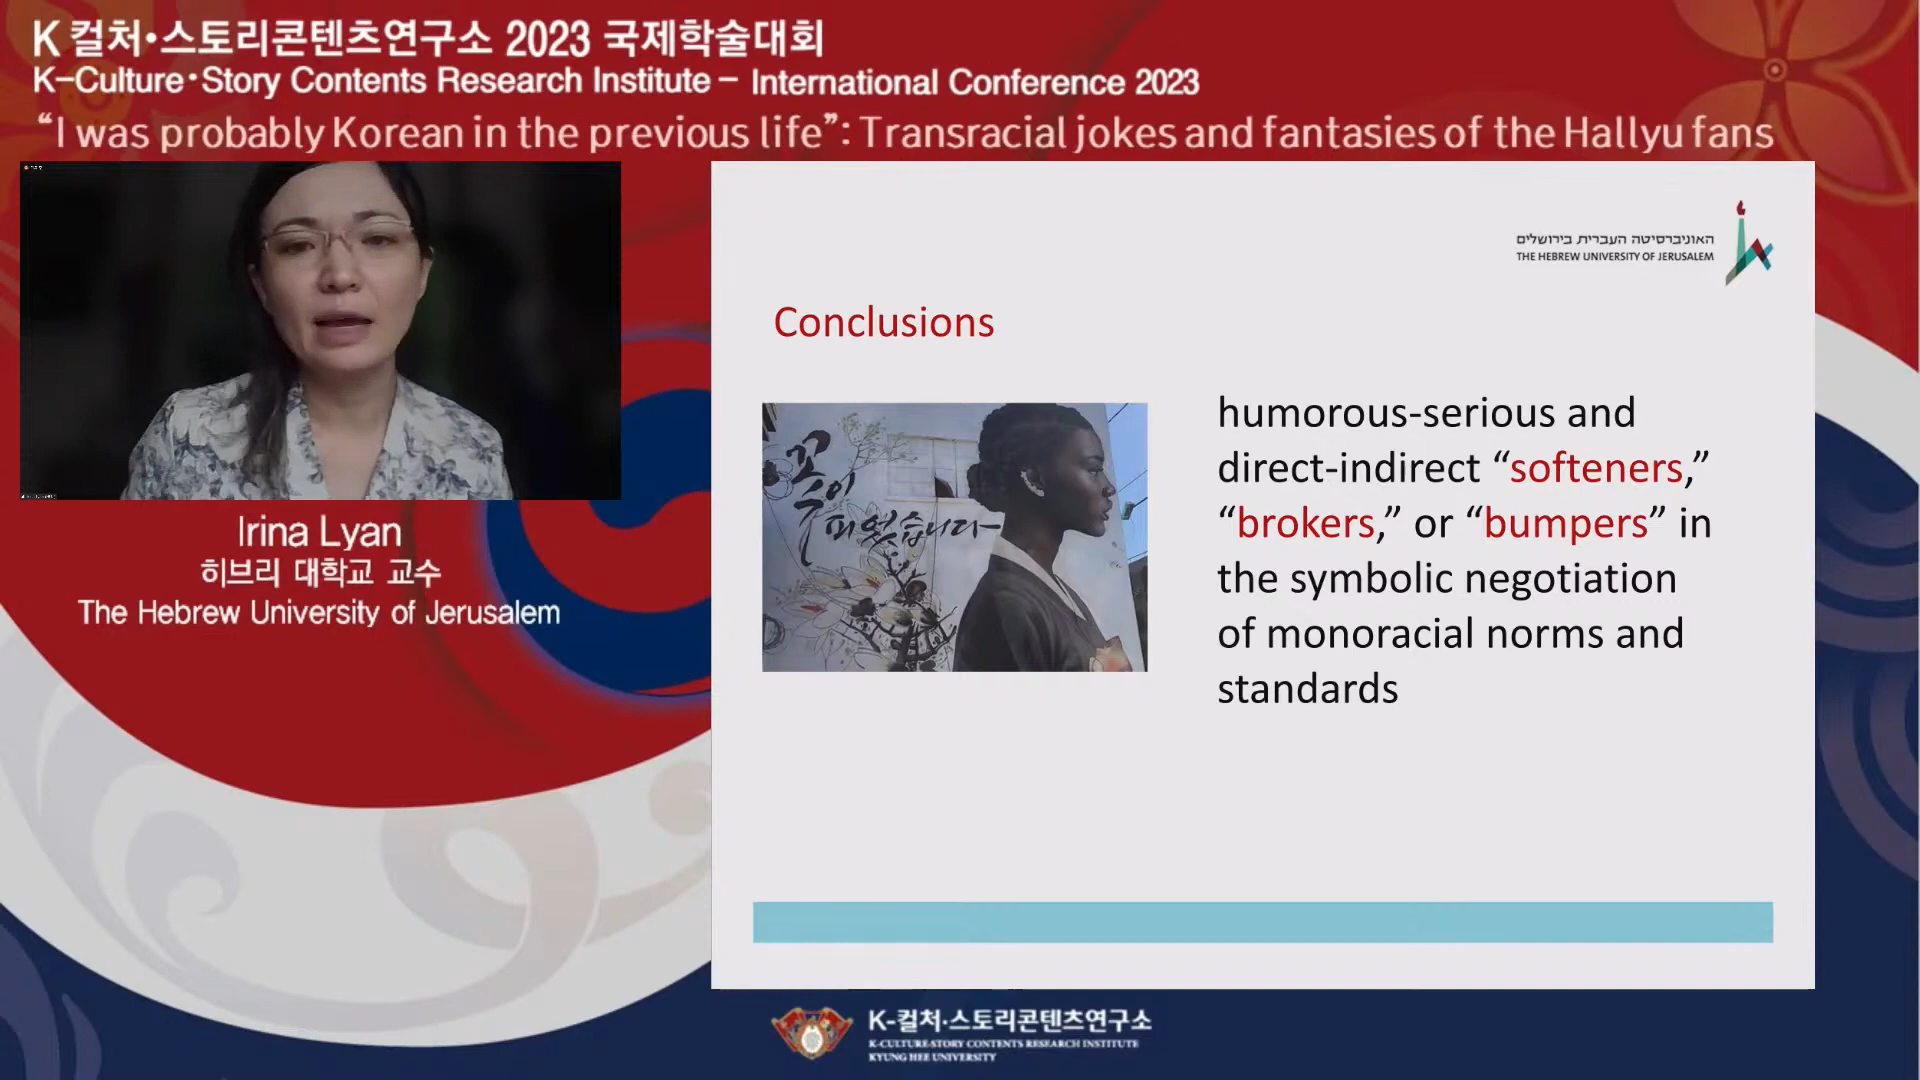 K 컬처·스토리콘텐츠연구소 2023 국제학술대회
K-Culture·Story Contents Research Institute - International Conference 2023
“I was probably Korean in the previous life”: Transracial jokes and fantasies of the Hallyu fans
Irina Lyan
히브리 대학교 교수
The Hebrew University of Jerusalem
האוניברסיטה העברית בירושלים
THE HEBREW UNIVERSITY OF JERUSALEM
Conclusions
꽃이
피었습니다
humorous-serious and
direct-indirect “softeners,”
“brokers,” or “bumpers” in
the symbolic negotiation
of monoracial norms and
standards
K-컬처·스토리콘텐츠연구소
K-CULTURE·STORY CONTENTS RESEARCH INSTITUTE
KYUNG HEE UNIVERSITY